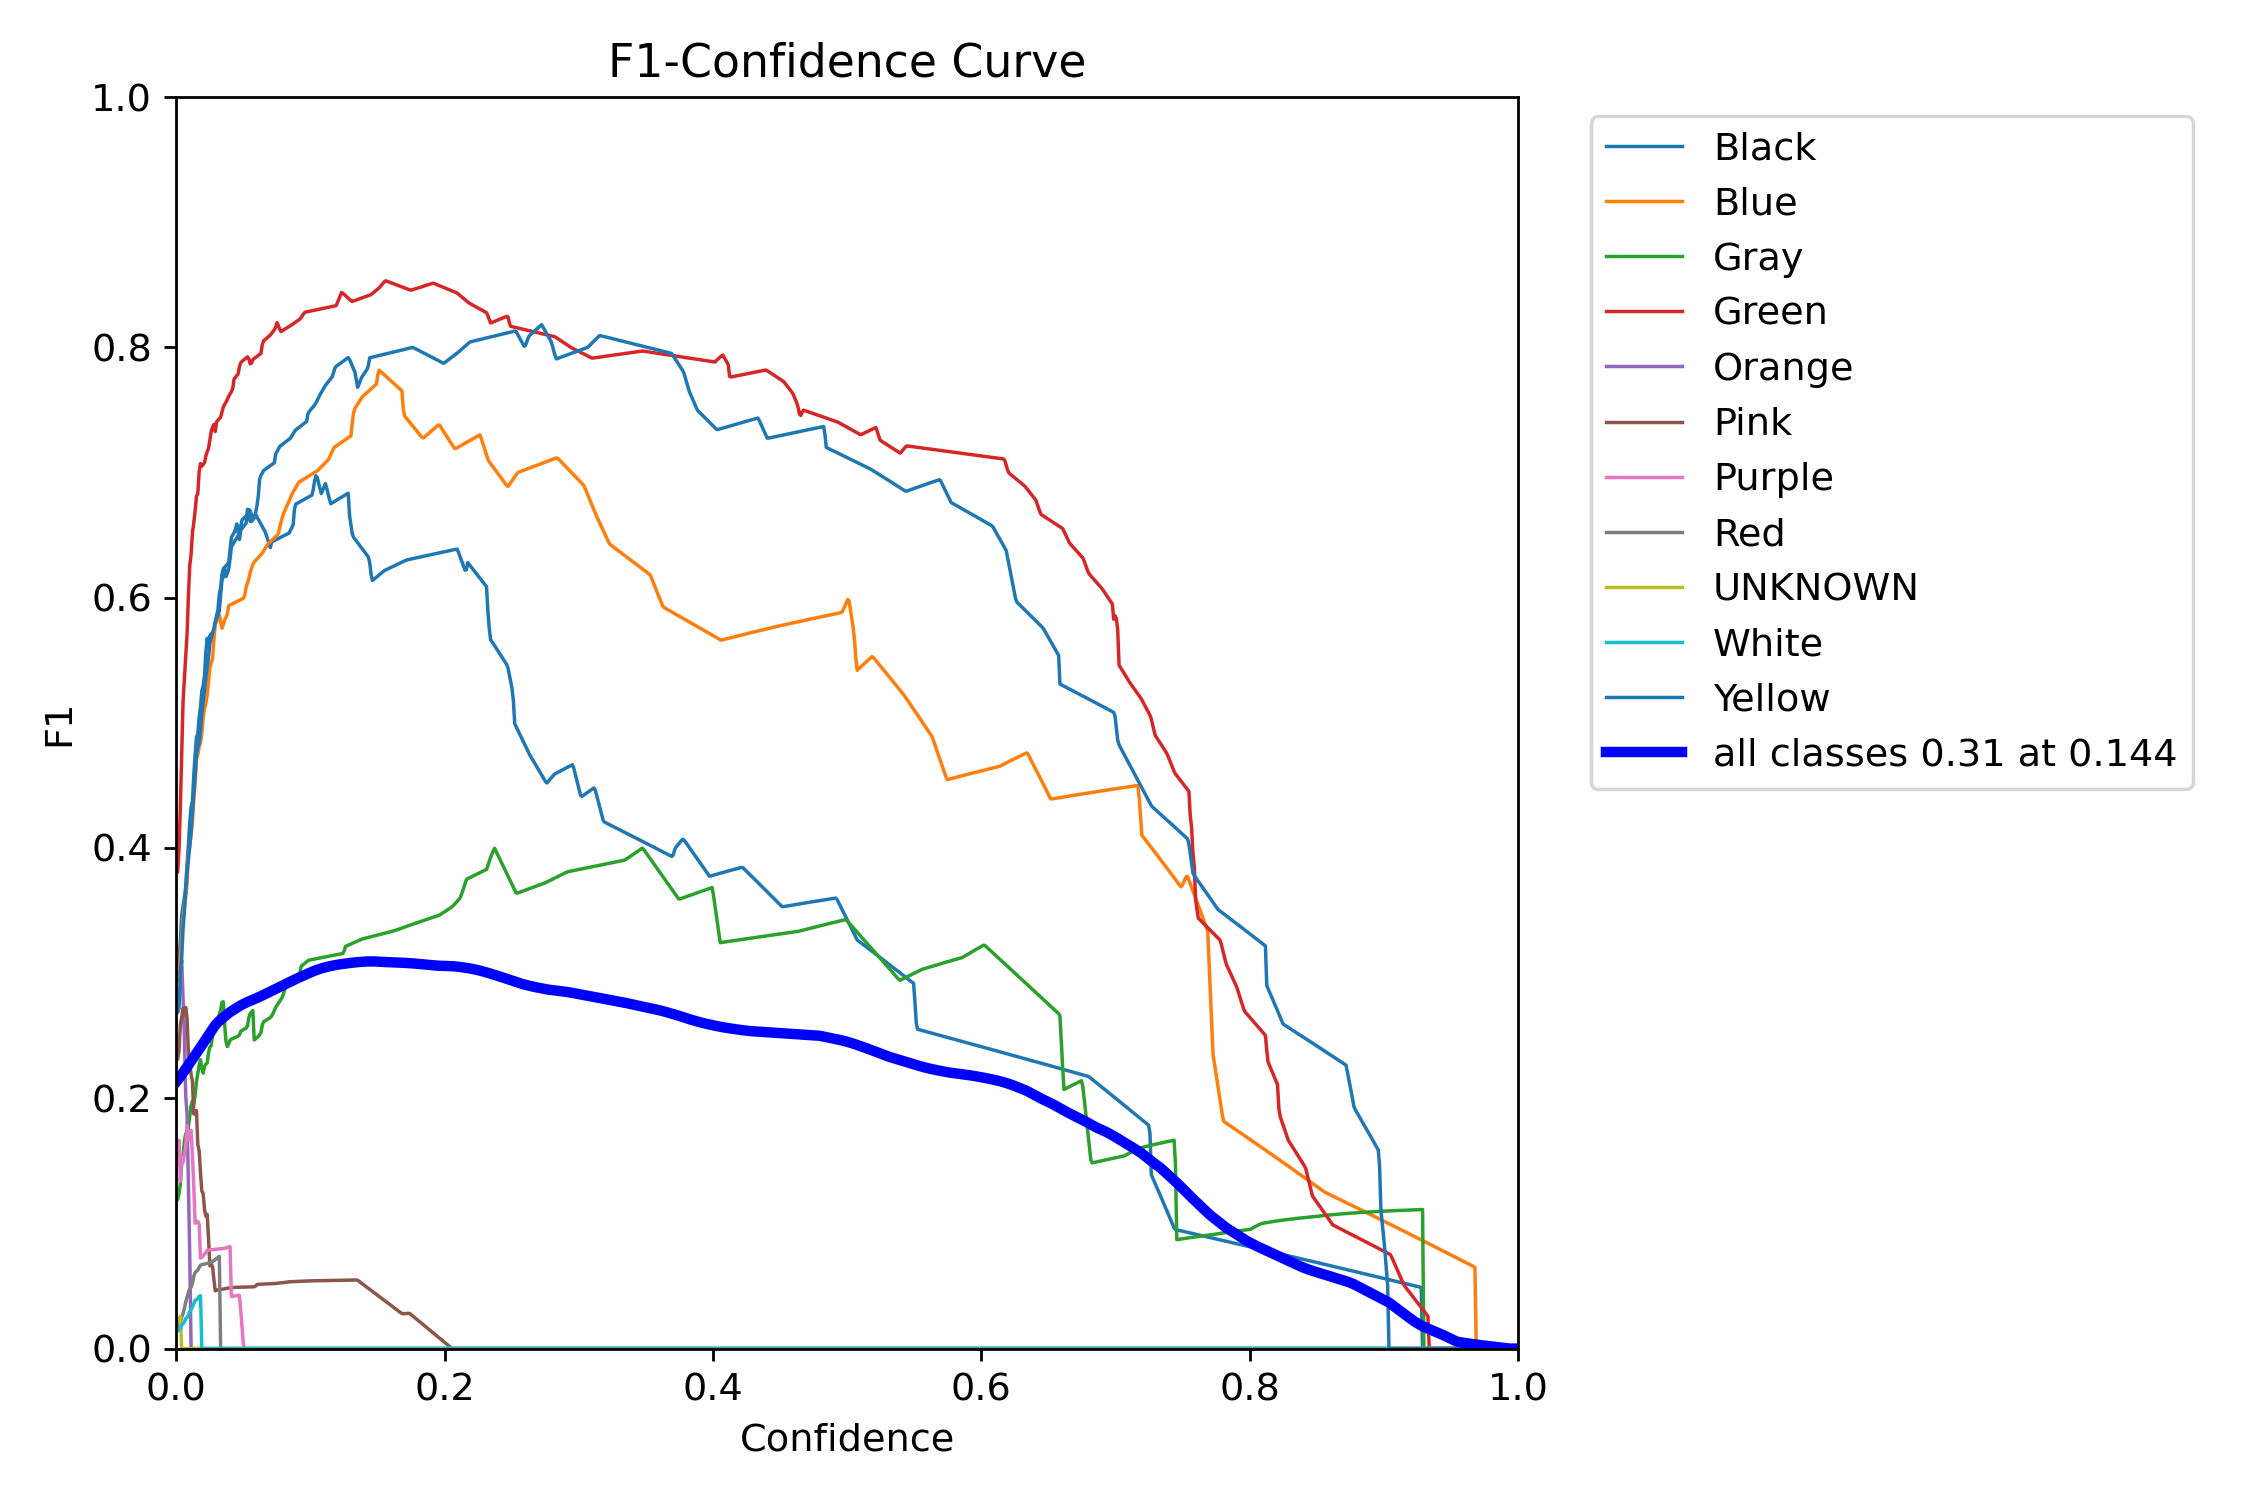 F1-Confidence Curve
1.0
0.8
0.6
0.4
0.2
0.0
F1
0.0 0.2 0.4 0.6 0.8 1.0
Confidence
Black
Blue
Gray
Green
Orange
Pink
Purple
Red
UNKNOWN
White
Yellow
all classes 0.31 at 0.144